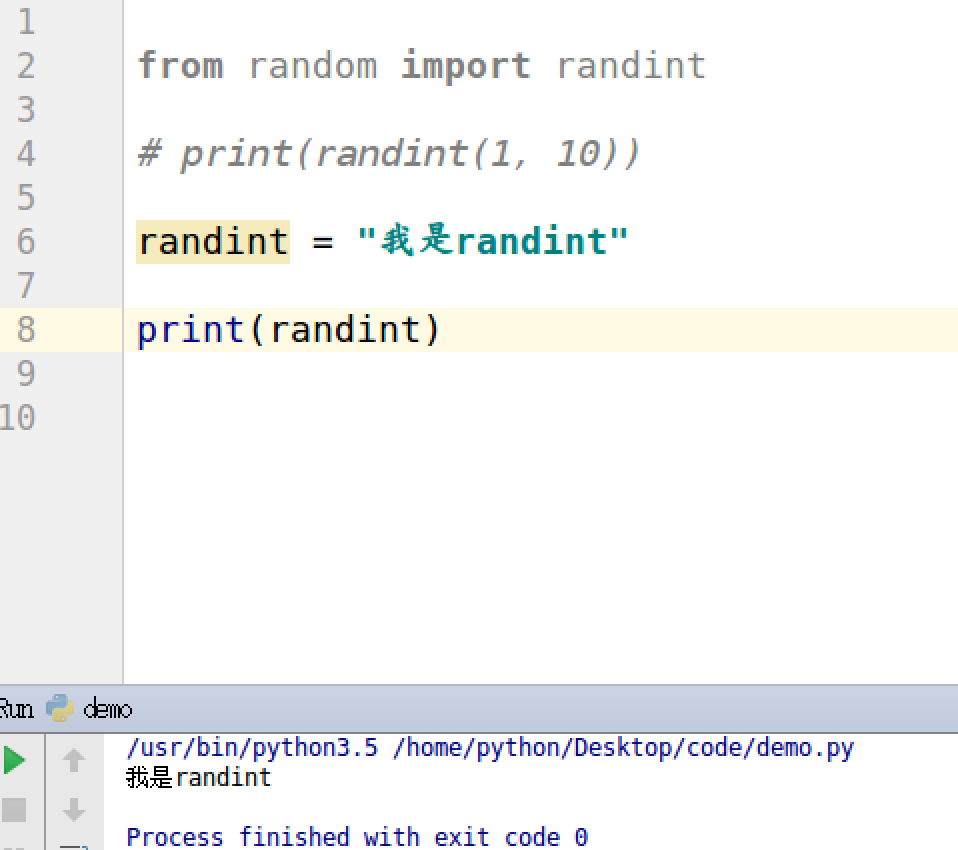 1
2 from random import randint
3
4 # print(randint(1, 10))
5
6 randint = "我是randint"
7
8 print(randint)
9
10
Run demo
/usr/bin/python3.5 /home/python/Desktop/code/demo.py
我是randint
Process finished with exit code 0